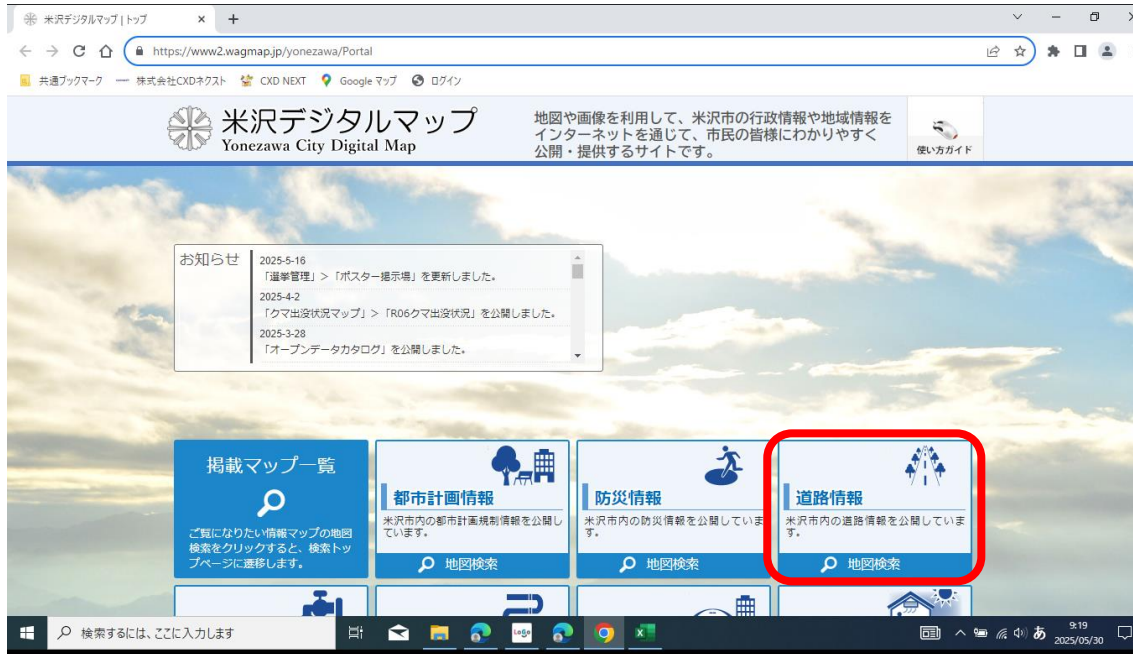 米沢デジタルマップ | トップ
https://www2.wagmap.jp/yonezawa/Portal
共通ブックマーク 株式会社CXDネクスト CXD NEXT Google マップ ログイン
米沢デジタルマップ
Yonezawa City Digital Map
地図や画像を利用して、米沢市の行政情報や地域情報を
インターネットを通じて、市民の皆様にわかりやすく
公開・提供するサイトです。
使い方ガイド
お知らせ
2025-5-16
「選挙管理」>「ポスター掲示場」を更新しました。
2025-4-2
「クマ出没状況マップ」>「R06クマ出没状況」を公開しました。
2025-3-28
「オープンデータカタログ」を公開しました。
掲載マップ一覧
ご覧になりたい情報マップの地図
検索をクリックすると、検索トッ
プページに遷移します。
都市計画情報
米沢市内の都市計画規制情報を公開し
ています。
地図検索
防災情報
米沢市内の防災情報を公開していま
す。
地図検索
道路情報
米沢市内の道路情報を公開していま
す。
地図検索
検索するには、ここに入力します
LoGo
あ
9:19
2025/05/30